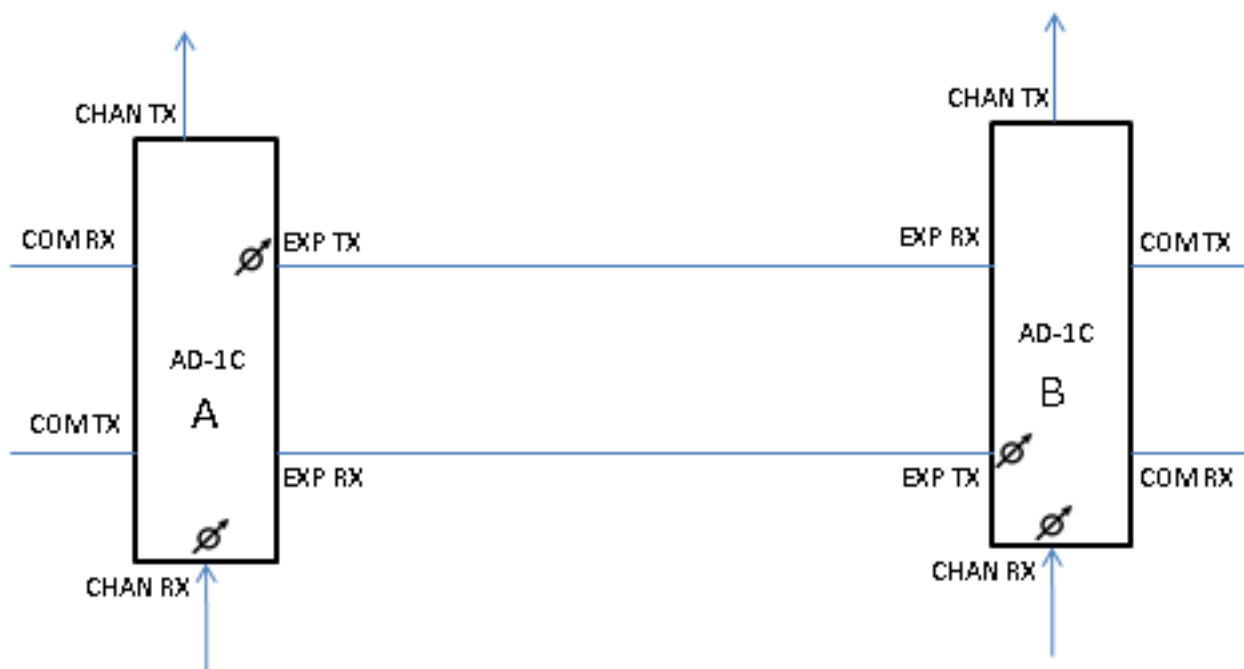 CHAN TX
CHAN TX
COM RX
EXP TX
EXP RX
COM TX
AD-1C
A
AD-1C
B
COM TX
EXP RX
EXP TX
COM RX
CHAN RX
CHAN RX